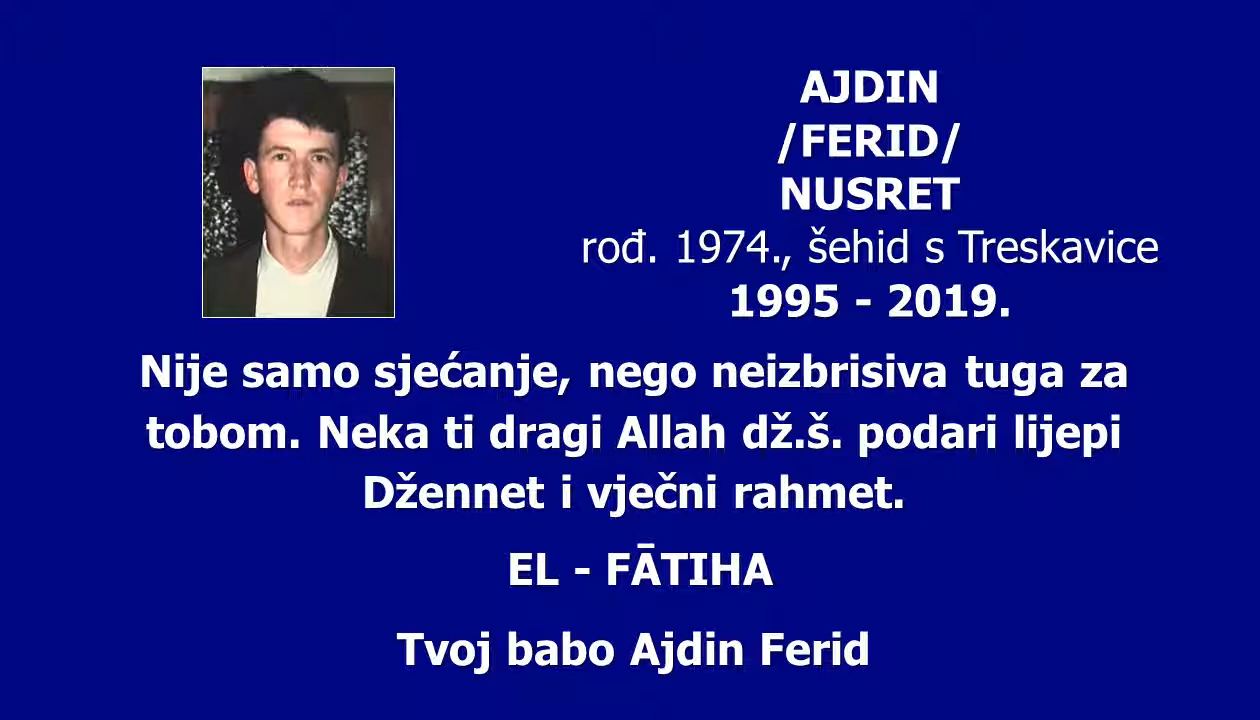 AJDIN
/FERID/
NUSRET
rođ. 1974., šehid s Treskavice
1995 - 2019.
Nije samo sjećanje, nego neizbrisiva tuga za
tobom. Neka ti dragi Allah dž.š. podari lijepi
Džennet i vječni rahmet.
EL - FĀTIHA
Tvoj babo Ajdin Ferid